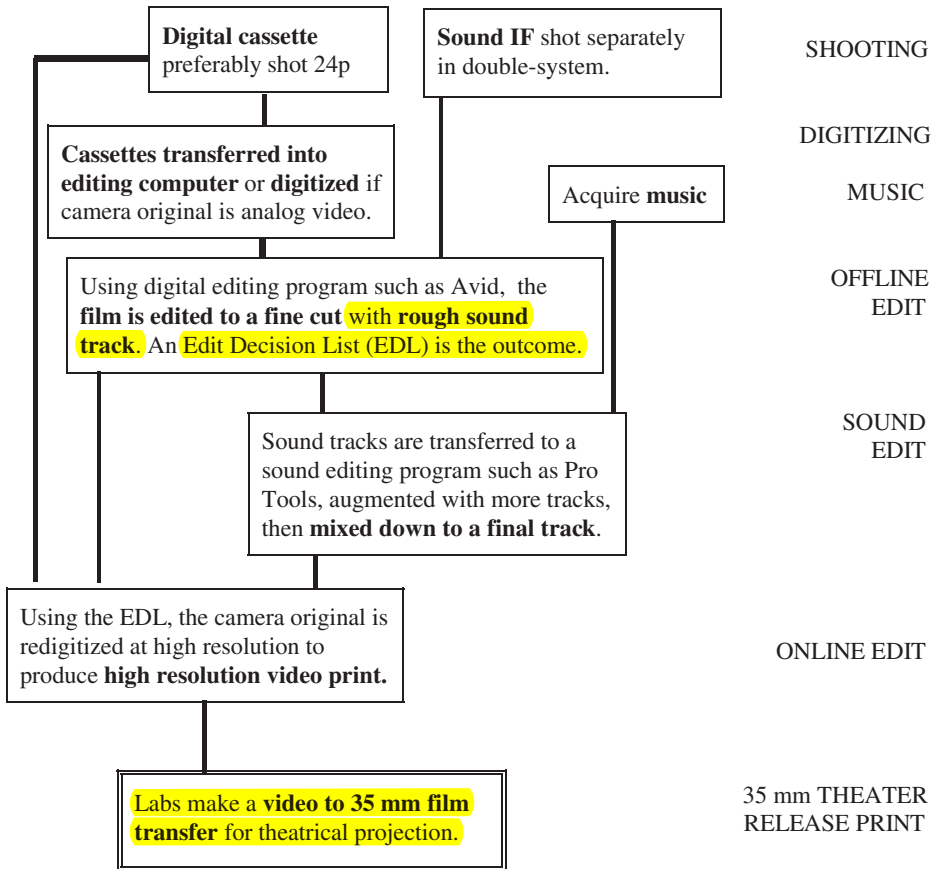 Digital cassette
preferably shot 24p
Sound IF shot separately
in double-system.
SHOOTING
DIGITIZING
Cassettes transferred into
editing computer or digitized if
camera original is analog video.
Acquire music
MUSIC
Using digital editing program such as Avid, the
film is edited to a fine cut with rough sound
track. An Edit Decision List (EDL) is the outcome.
OFFLINE
EDIT
Sound tracks are transferred to a
sound editing program such as Pro
Tools, augmented with more tracks,
then mixed down to a final track.
SOUND
EDIT
Using the EDL, the camera original is
redigitized at high resolution to
produce high resolution video print.
ONLINE EDIT
Labs make a video to 35 mm film
transfer for theatrical projection.
35 mm THEATER
RELEASE PRINT